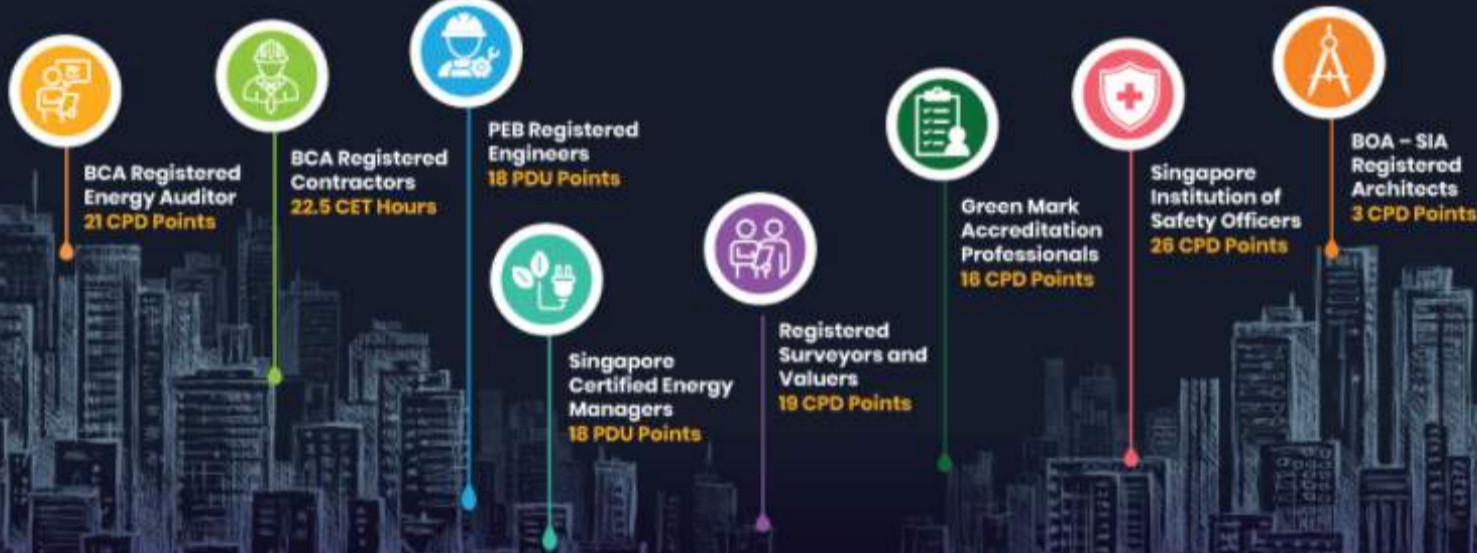 BCA Registered
Energy Auditor
21 CPD Points
BCA Registered
Contractors
22.5 CET Hours
PEB Registered
Engineers
18 PDU Points
Singapore
Certified Energy
Managers
18 PDU Points
Registered
Surveyors and
Valuers
19 CPD Points
Green Mark
Accreditation
Professionals
16 CPD Points
Singapore
Institution of
Safety Officers
26 CPD Points
BOA – SIA
Registered
Architects
3 CPD Points